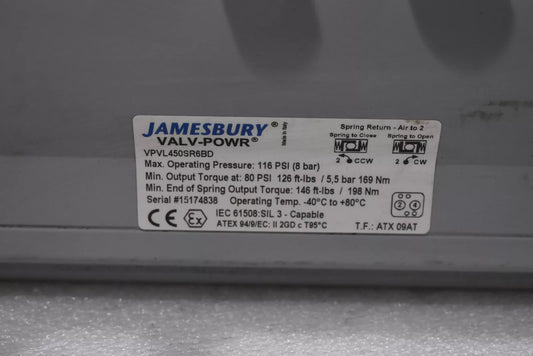 JAMESBURY®
Made in Italy
VALV-POWR®
Spring Return - Air to 2
Spring to Close Spring to Open
2 CCW 2 CW
VPVL450SR6BD
Max. Operating Pressure: 116 PSI (8 bar)
Min. Output Torque at: 80 PSI 126 ft-lbs / 5,5 bar 169 Nm
Min. End of Spring Output Torque: 146 ft-lbs / 198 Nm
Serial #15174838 Operating Temp. -40°C to +80°C
2 4
CE Ex IEC 61508:SIL 3 - Capable
ATEX 94/9/EC: II 2GD c T95°C T.F.: ATX 09AT